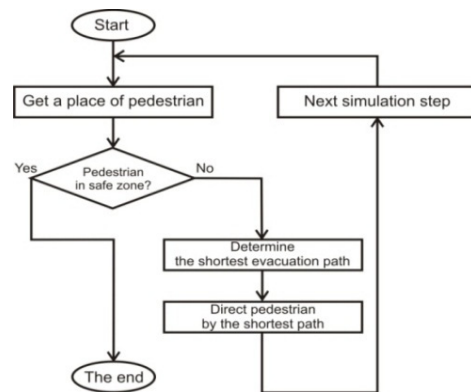 Start
Get a place of pedestrian
Next simulation step
Yes
Pedestrian
in safe zone?
No
Determine
the shortest evacuation path
Direct pedestrian
by the shortest path
The end